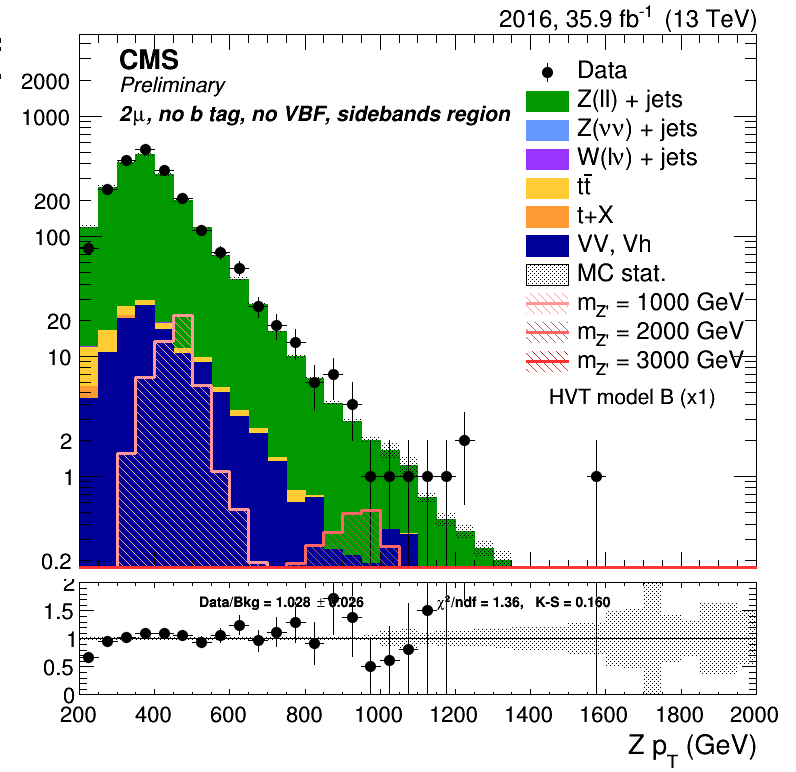 2016, 35.9 fb⁻¹ (13 TeV)
CMS
Preliminary
2μ, no b tag, no VBF, sidebands region
Data
Z(ll) + jets
Z(νν) + jets
W(lν) + jets
tt̄
t+X
VV, Vh
MC stat.
m_Z' = 1000 GeV
m_Z' = 2000 GeV
m_Z' = 3000 GeV
HVT model B (x1)
2000
1000
200
100
20
10
2
1
0.2
Data/Bkg = 1.028 ± 0.026
χ²/ndf = 1.36, K-S = 0.160
2
1.5
1
0.5
0
200 400 600 800 1000 1200 1400 1600 1800 2000
Z p_T (GeV)